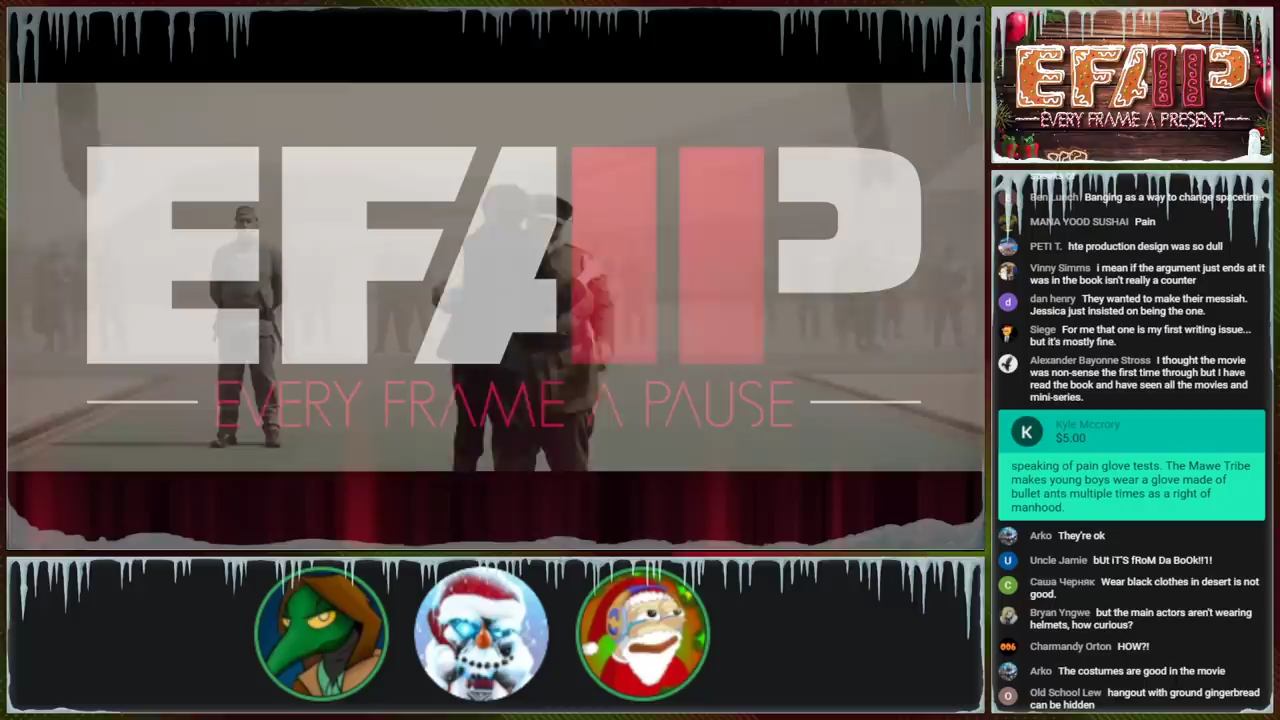 EFAP
EVERY FRAME A PAUSE
EFAP
EVERY FRAME A PRESENT
Ben Lurch Banging as a way to change spacetime
MANA YOOD SUSHAI Pain
PETI T. hte production design was so dull
Vinny Simms i mean if the argument just ends at it
was in the book isn't really a counter
dan henry They wanted to make their messiah.
Jessica just insisted on being the one.
Siege For me that one is my first writing issue...
but it's mostly fine.
Alexander Bayonne Stross I thought the movie
was non-sense the first time through but I have
read the book and have seen all the movies and
mini-series.
K
Kyle Mccrory
$5.00
speaking of pain glove tests. The Mawe Tribe
makes young boys wear a glove made of
bullet ants multiple times as a right of
manhood.
Arko They're ok
U
Uncle Jamie bUt iT'S fRoM Da BoOk!!1!
С
Саша Черняк Wear black clothes in desert is not
good.
Bryan Yngwe but the main actors aren't wearing
helmets, how curious?
Charmandy Orton HOW?!
Arko The costumes are good in the movie
O
Old School Lew hangout with ground gingerbread
can be hidden